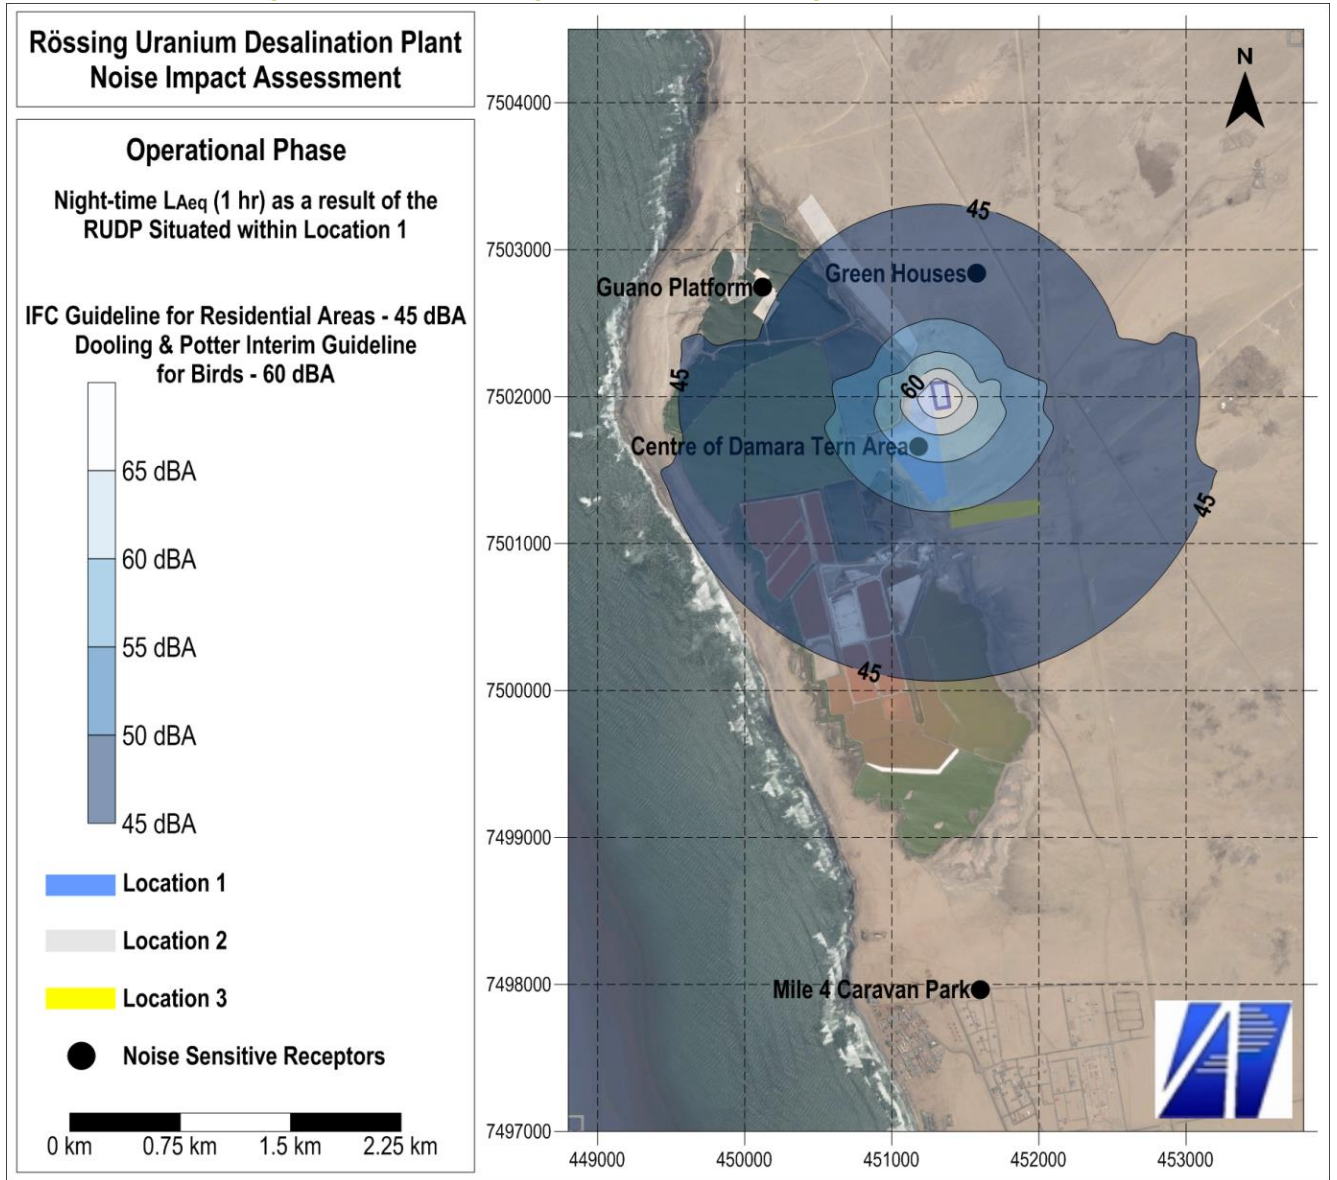 Rössing Uranium Desalination Plant
Noise Impact Assessment
Operational Phase
Night-time LAeq (1 hr) as a result of the
RUDP Situated within Location 1
IFC Guideline for Residential Areas - 45 dBA
Dooling & Potter Interim Guideline
for Birds - 60 dBA
65 dBA
60 dBA
55 dBA
50 dBA
45 dBA
Location 1
Location 2
Location 3
Noise Sensitive Receptors
0 km 0.75 km 1.5 km 2.25 km
N
7504000
7503000
7502000
7501000
7500000
7499000
7498000
7497000
449000 450000 451000 452000 453000
45
Green Houses
Guano Platform
45
60
Centre of Damara Tern Area
45
45
Mile 4 Caravan Park